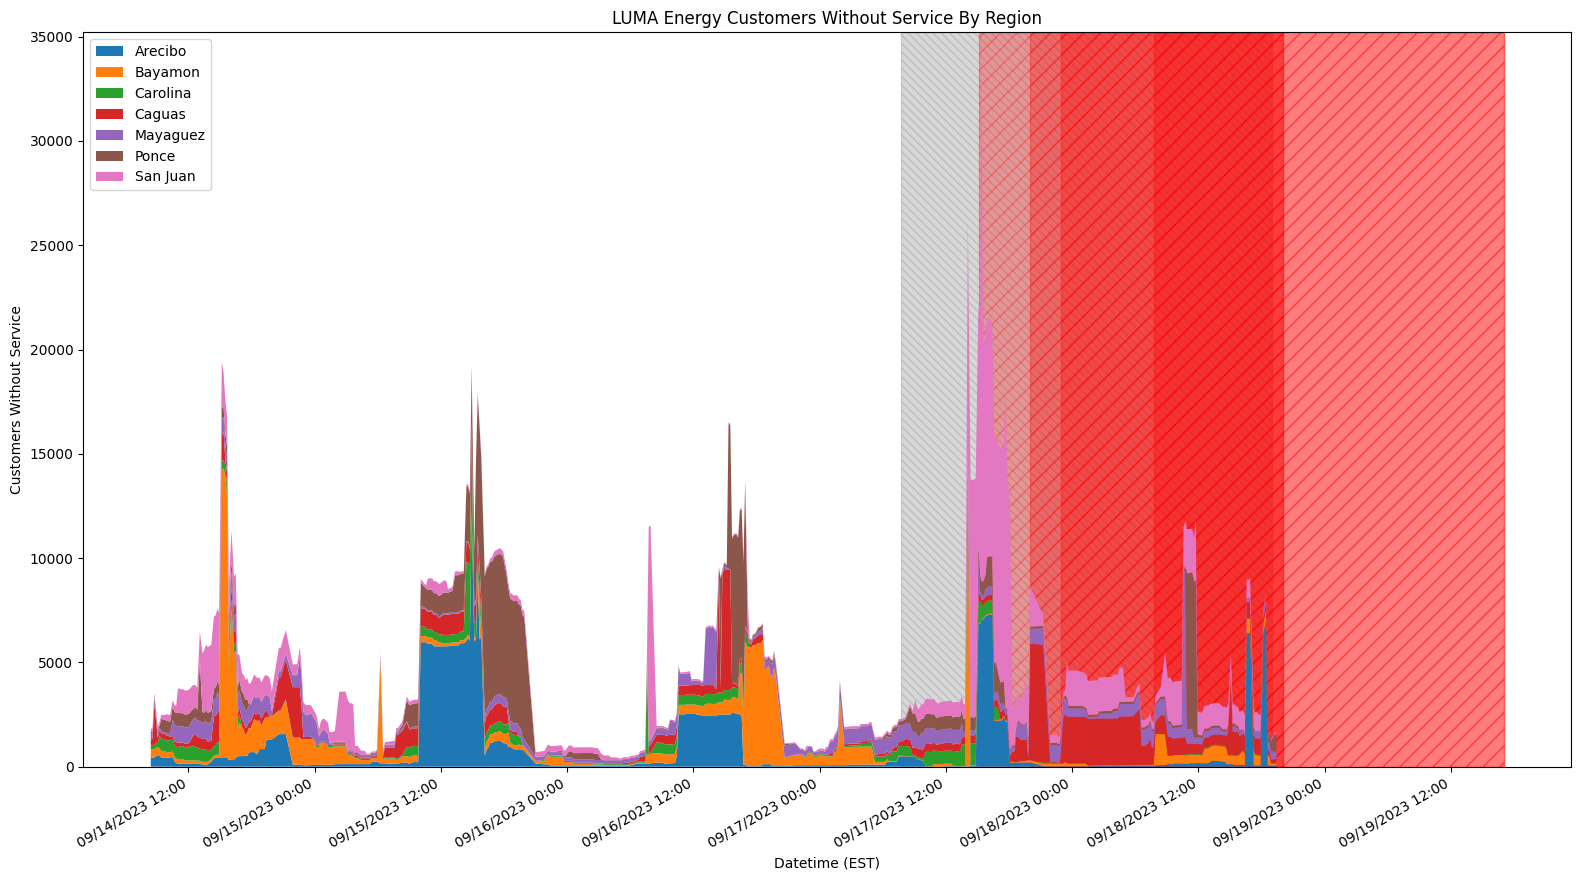 LUMA Energy Customers Without Service By Region
35000
30000
25000
20000
15000
10000
5000
0
Customers Without Service
Arecibo
Bayamon
Carolina
Caguas
Mayaguez
Ponce
San Juan
09/14/2023 12:00
09/15/2023 00:00
09/15/2023 12:00
09/16/2023 00:00
09/16/2023 12:00
09/17/2023 00:00
09/17/2023 12:00
09/18/2023 00:00
09/18/2023 12:00
09/19/2023 00:00
09/19/2023 12:00
Datetime (EST)